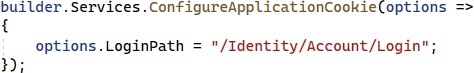 builder.Services.ConfigureApplicationCookie(options =>
{
    options.LoginPath = "/Identity/Account/Login";
});